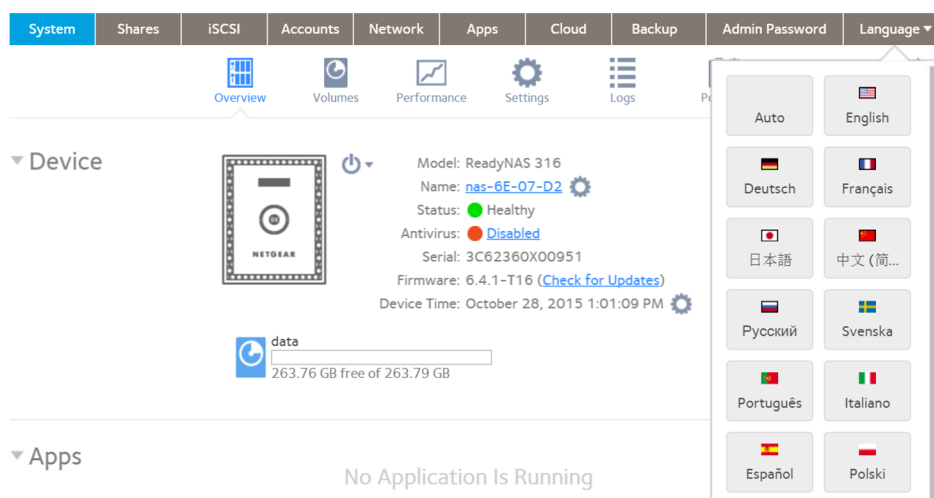 System Shares iSCSI Accounts Network Apps Cloud Backup Admin Password Language
Overview Volumes Performance Settings Logs
Auto English
Deutsch Français
日本語 中文 (简...
Русский Svenska
Português Italiano
Español Polski
Device
OK
NETGEAR
Model: ReadyNAS 316
Name: nas-6E-07-D2
Status: Healthy
Antivirus: Disabled
Serial: 3C62360X00951
Firmware: 6.4.1-T16 (Check for Updates)
Device Time: October 28, 2015 1:01:09 PM
data
263.76 GB free of 263.79 GB
Apps
No Application Is Running